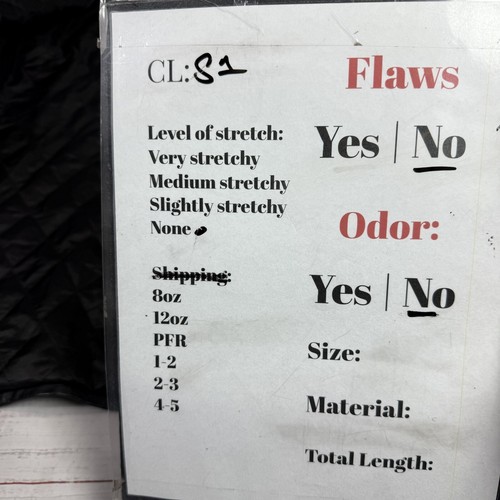 CL: S1
Level of stretch:
Very stretchy
Medium stretchy
Slightly stretchy
None
Shipping:
8oz
12oz
PFR
1-2
2-3
4-5
Flaws
Yes | No
Odor:
Yes | No
Size:
Material:
Total Length: